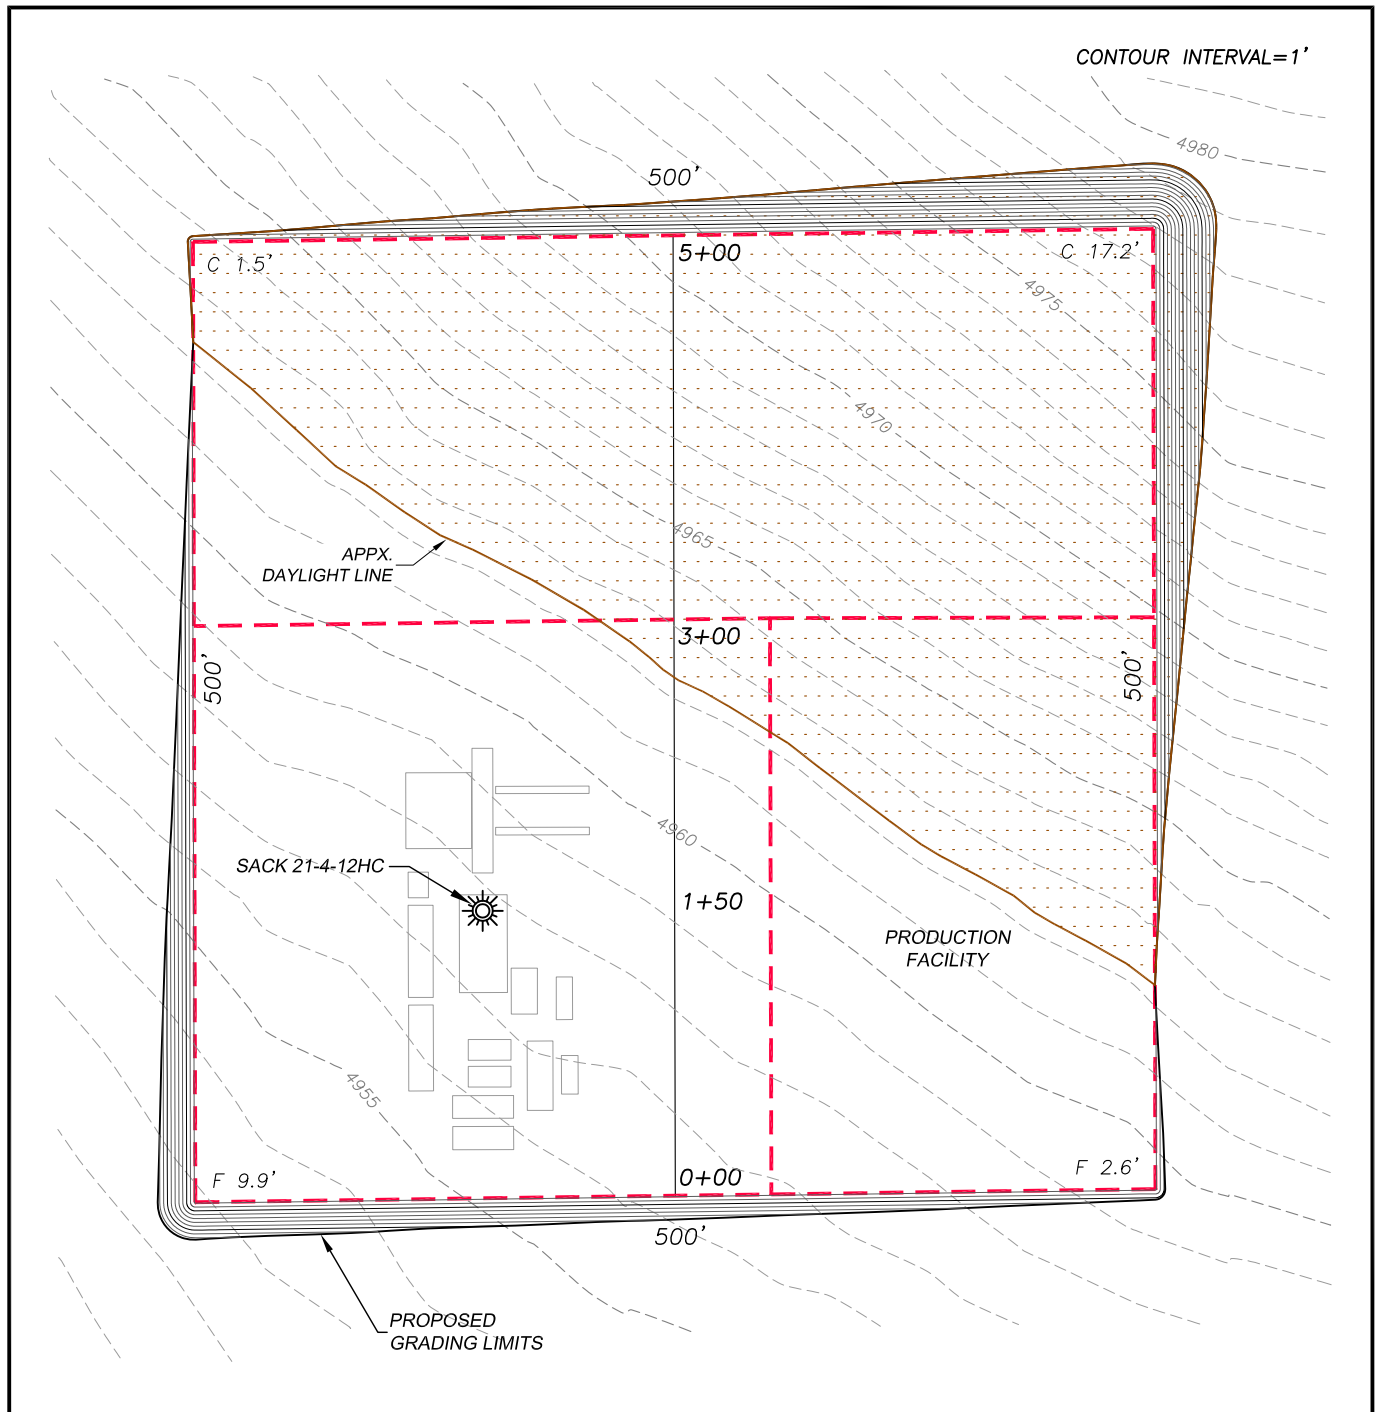 CONTOUR INTERVAL=1'
4980
500'
5+00
C 1.5'
C 17.2'
4975
4970
4965
APPX.
DAYLIGHT LINE
3+00
500'
500'
4960
SACK 21-4-12HC
1+50
PRODUCTION
FACILITY
4955
F 9.9'
0+00
F 2.6'
500'
PROPOSED
GRADING LIMITS